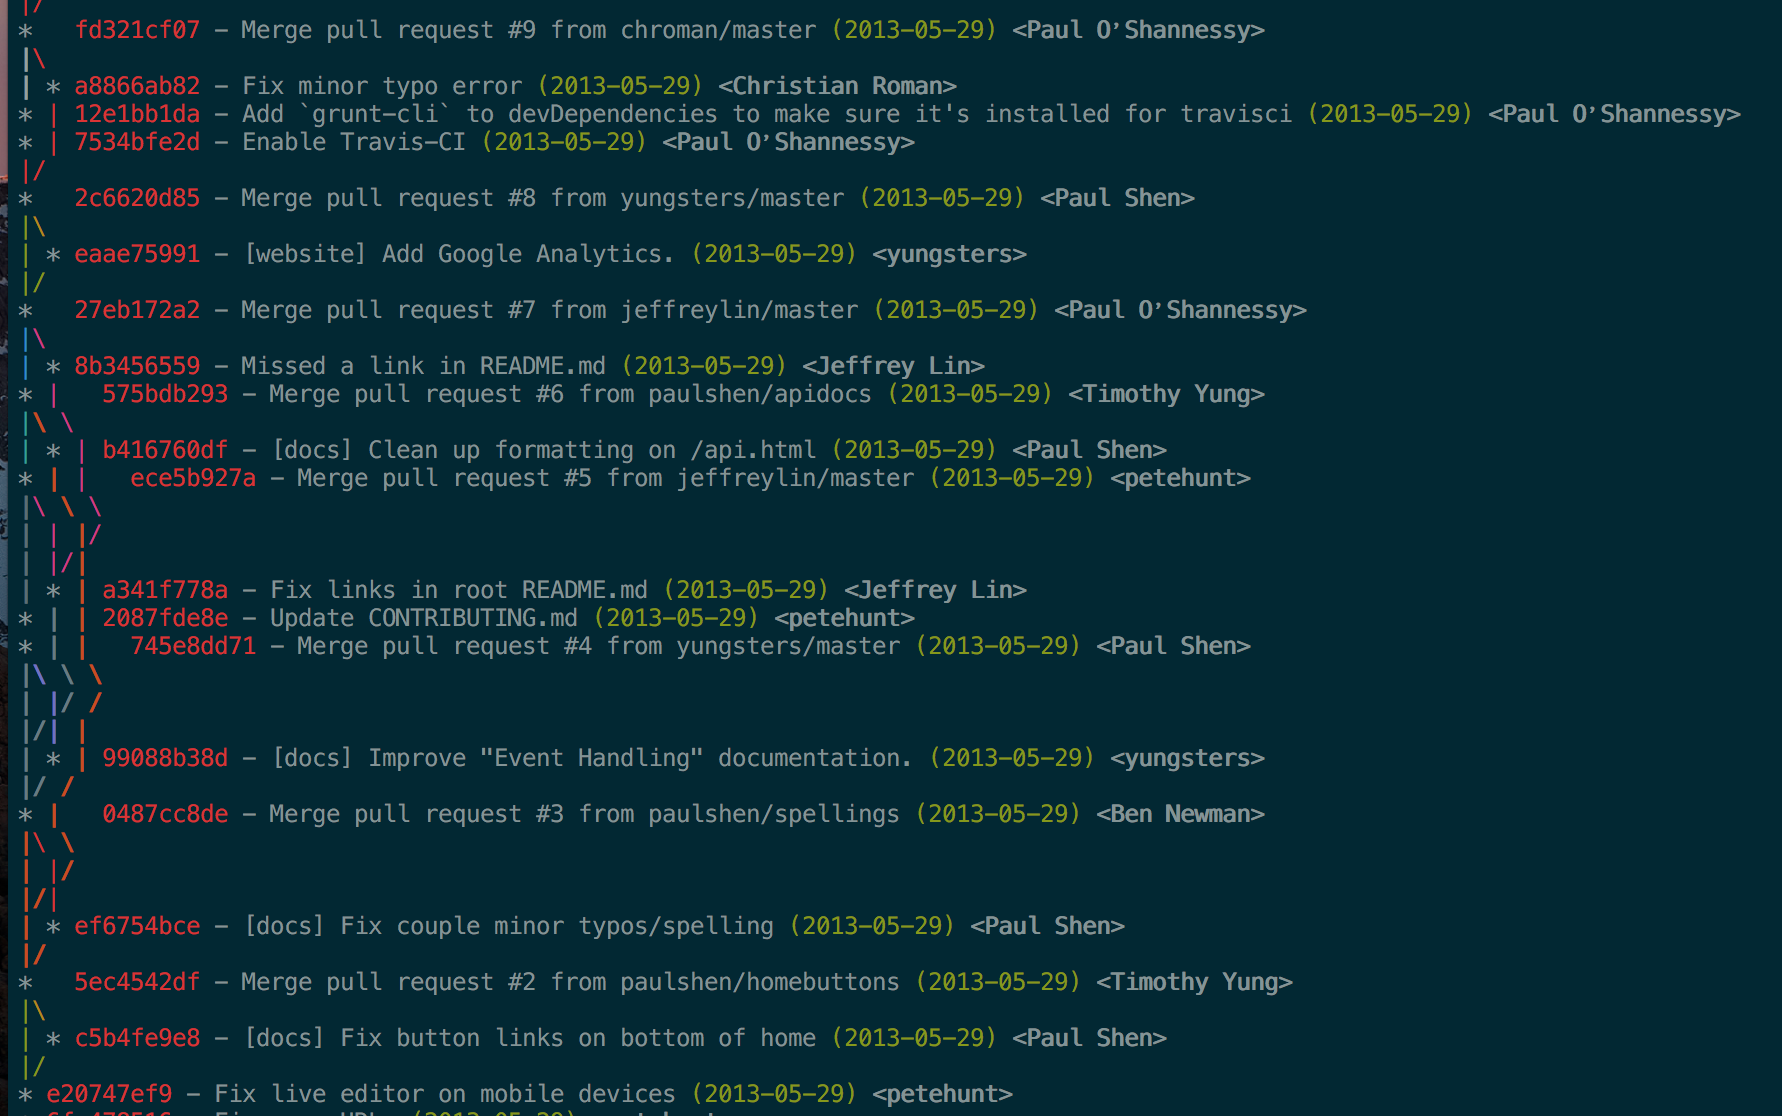 |/
*   fd321cf07 - Merge pull request #9 from chroman/master (2013-05-29) <Paul O’Shannessy>
|\
| * a8866ab82 - Fix minor typo error (2013-05-29) <Christian Roman>
* | 12e1bb1da - Add `grunt-cli` to devDependencies to make sure it's installed for travisci (2013-05-29) <Paul O’Shannessy>
* | 7534bfe2d - Enable Travis-CI (2013-05-29) <Paul O’Shannessy>
|/
*   2c6620d85 - Merge pull request #8 from yungsters/master (2013-05-29) <Paul Shen>
|\
| * eaae75991 - [website] Add Google Analytics. (2013-05-29) <yungsters>
|/
*   27eb172a2 - Merge pull request #7 from jeffreylin/master (2013-05-29) <Paul O’Shannessy>
|\
| * 8b3456559 - Missed a link in README.md (2013-05-29) <Jeffrey Lin>
* |   575bdb293 - Merge pull request #6 from paulshen/apidocs (2013-05-29) <Timothy Yung>
|\ \
| * | b416760df - [docs] Clean up formatting on /api.html (2013-05-29) <Paul Shen>
* | |   ece5b927a - Merge pull request #5 from jeffreylin/master (2013-05-29) <petehunt>
|\ \ \
| | |/
| |/|
| * | a341f778a - Fix links in root README.md (2013-05-29) <Jeffrey Lin>
* | | 2087fde8e - Update CONTRIBUTING.md (2013-05-29) <petehunt>
* | |   745e8dd71 - Merge pull request #4 from yungsters/master (2013-05-29) <Paul Shen>
|\ \ \
| |/ /
|/| |
| * | 99088b38d - [docs] Improve "Event Handling" documentation. (2013-05-29) <yungsters>
|/ /
* |   0487cc8de - Merge pull request #3 from paulshen/spellings (2013-05-29) <Ben Newman>
|\ \
| |/
|/|
| * ef6754bce - [docs] Fix couple minor typos/spelling (2013-05-29) <Paul Shen>
|/
*   5ec4542df - Merge pull request #2 from paulshen/homebuttons (2013-05-29) <Timothy Yung>
|\
| * c5b4fe9e8 - [docs] Fix button links on bottom of home (2013-05-29) <Paul Shen>
|/
* e20747ef9 - Fix live editor on mobile devices (2013-05-29) <petehunt>